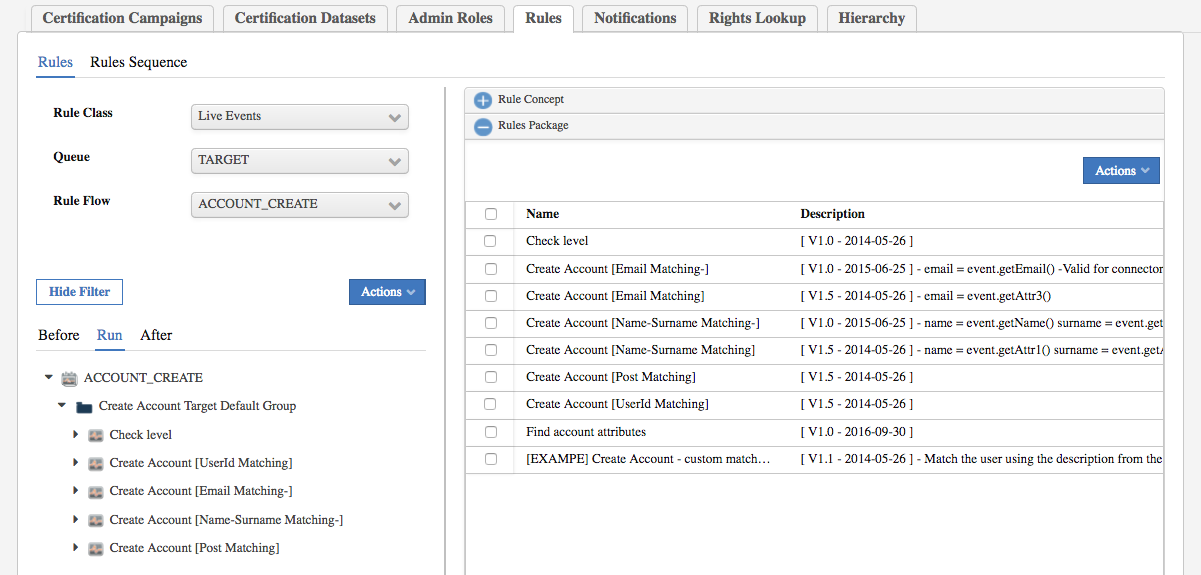 Certification Campaigns Certification Datasets Admin Roles Rules Notifications Rights Lookup Hierarchy
Rules Rules Sequence
Rule Class Live Events
Queue TARGET
Rule Flow ACCOUNT_CREATE
Hide Filter Actions
Before Run After
ACCOUNT_CREATE
Create Account Target Default Group
Check level
Create Account [UserId Matching]
Create Account [Email Matching-]
Create Account [Name-Surname Matching-]
Create Account [Post Matching]
Rule Concept
Rules Package
Actions
Name Description
Check level [ V1.0 - 2014-05-26 ]
Create Account [Email Matching-] [ V1.0 - 2015-06-25 ] - email = event.getEmail() -Valid for connector
Create Account [Email Matching] [ V1.5 - 2014-05-26 ] - email = event.getAttr3()
Create Account [Name-Surname Matching-] [ V1.0 - 2015-06-25 ] - name = event.getName() surname = event.get
Create Account [Name-Surname Matching] [ V1.5 - 2014-05-26 ] - name = event.getAttr1() surname = event.getA
Create Account [Post Matching] [ V1.5 - 2014-05-26 ]
Create Account [UserId Matching] [ V1.5 - 2014-05-26 ]
Find account attributes [ V1.0 - 2016-09-30 ]
[EXAMPE] Create Account - custom match… [ V1.1 - 2014-05-26 ] - Match the user using the description from the